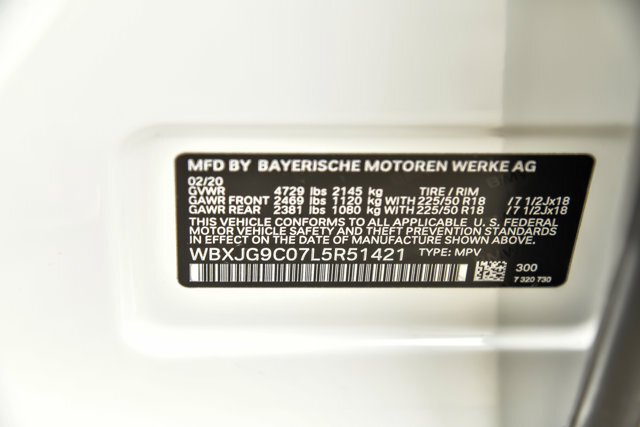 MFD BY BAYERISCHE MOTOREN WERKE AG
02/20
GVWR 4729 lbs 2145 kg TIRE / RIM
GAWR FRONT 2469 lbs 1120 kg WITH 225/50 R18 /7 1/2Jx18
GAWR REAR 2381 lbs 1080 kg WITH 225/50 R18 /7 1/2Jx18
THIS VEHICLE CONFORMS TO ALL APPLICABLE U. S. FEDERAL
MOTOR VEHICLE SAFETY AND THEFT PREVENTION STANDARDS
IN EFFECT ON THE DATE OF MANUFACTURE SHOWN ABOVE.
WBXJG9C07L5R51421 TYPE: MPV
300
7 320 730